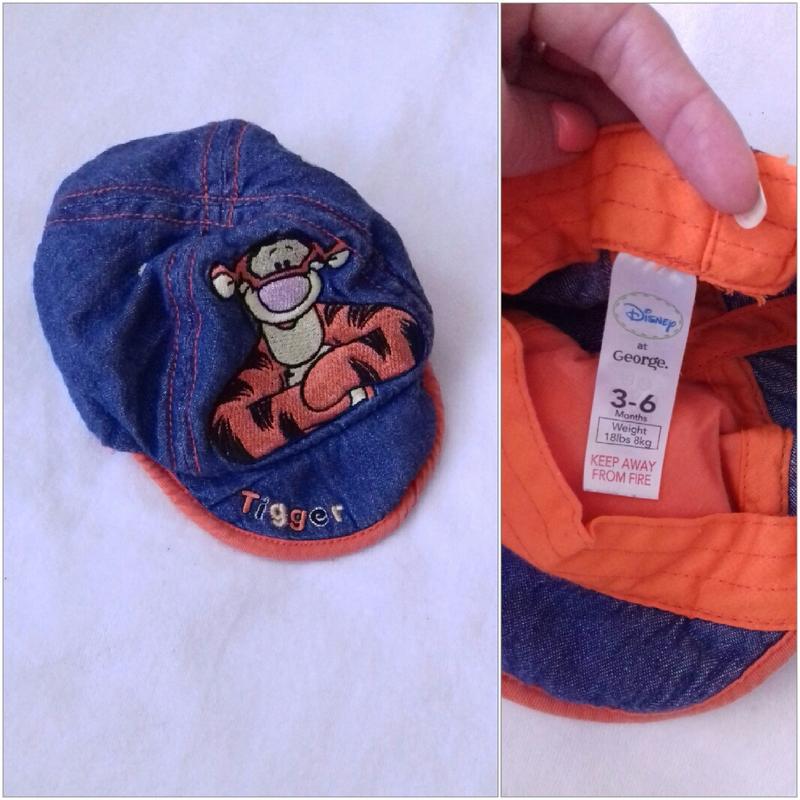 Tigger
Disney
at
George.
3-6
Months
Weight
18lbs 8kg
KEEP AWAY
FROM FIRE